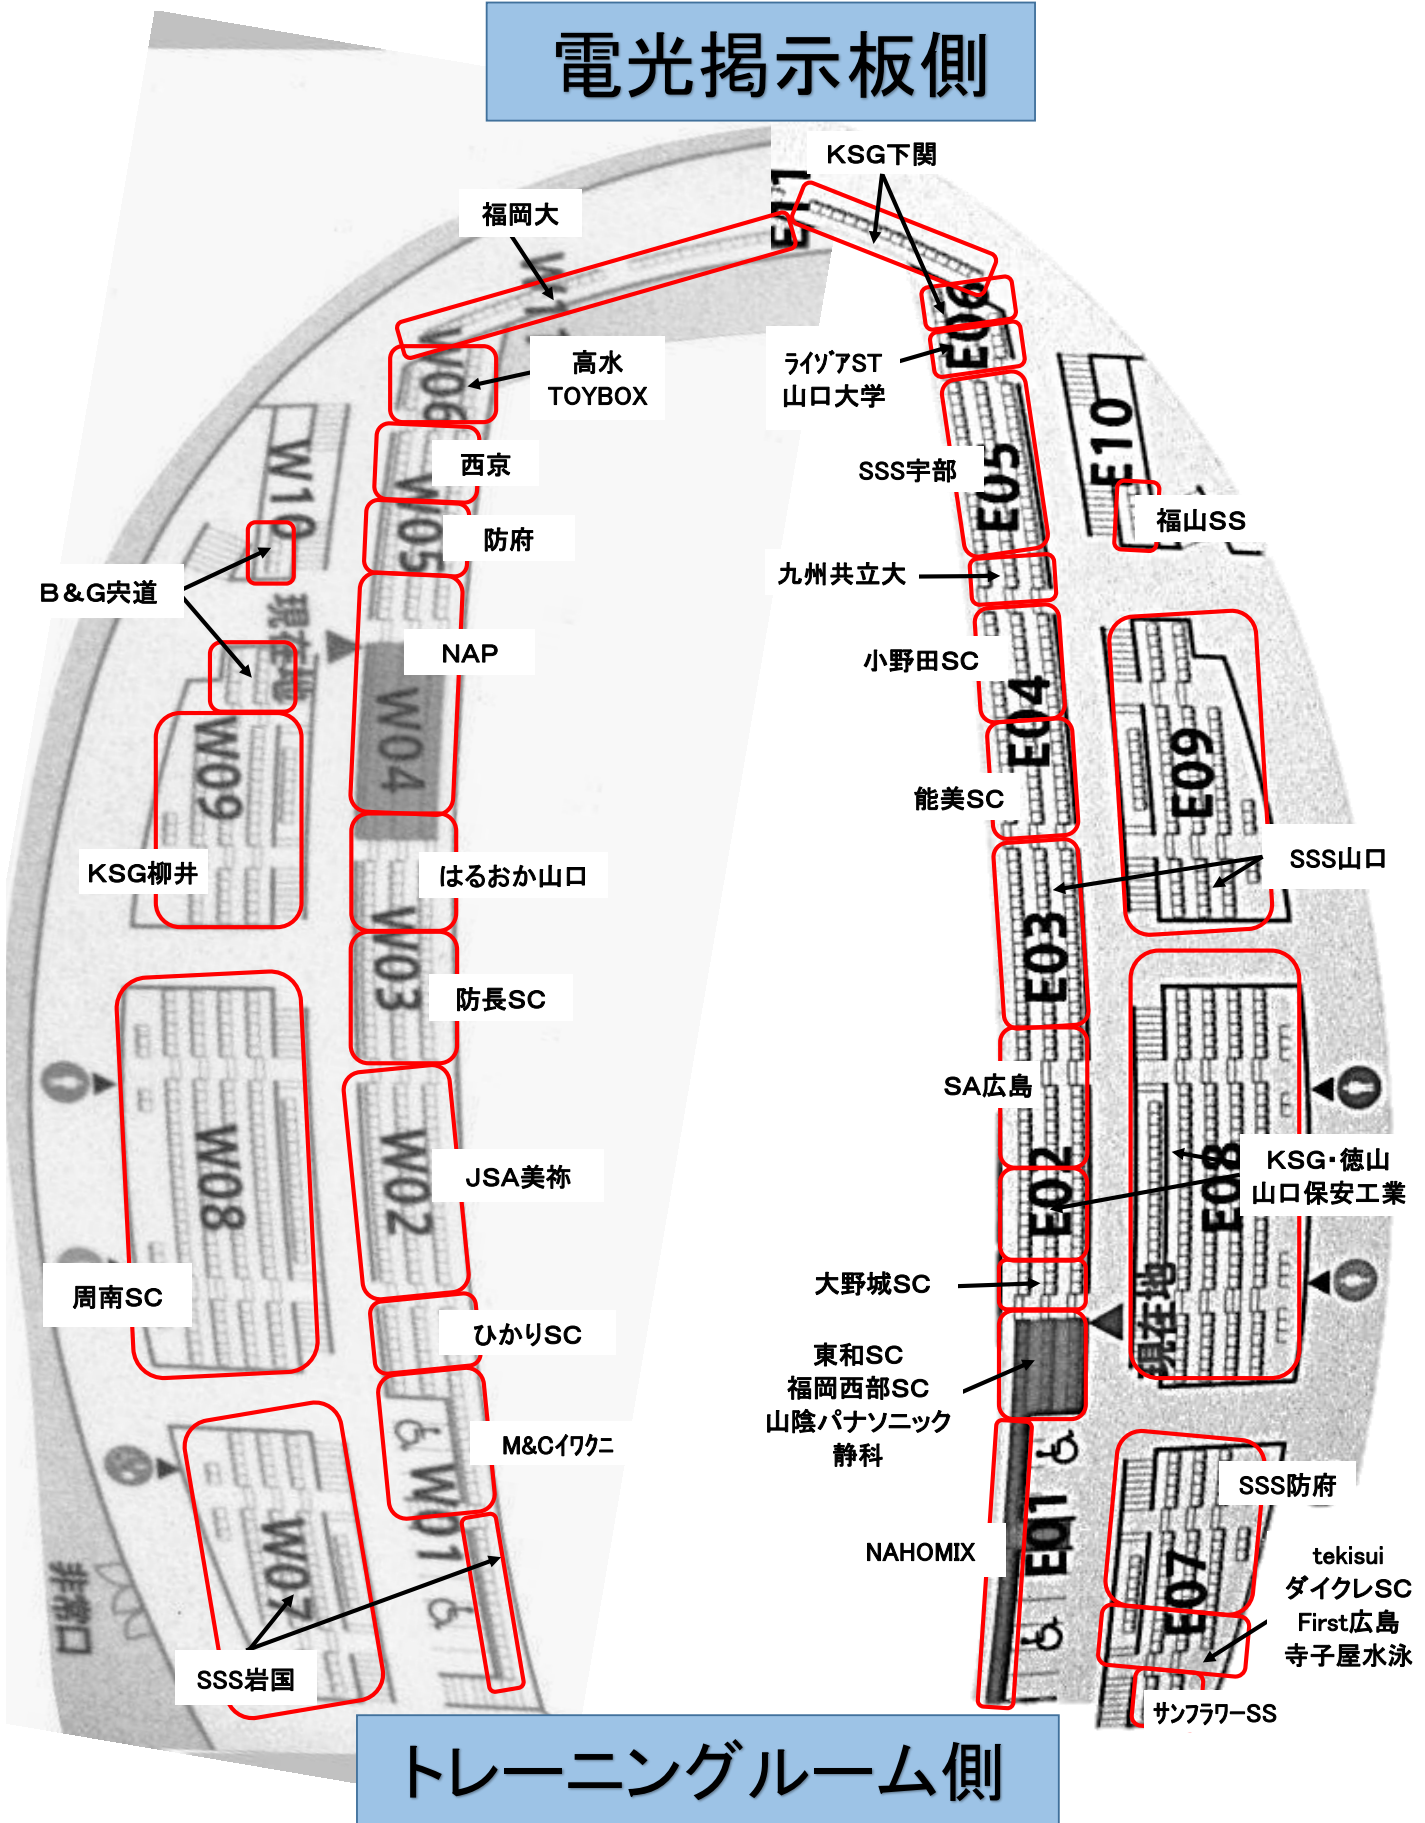 電光掲示板側
KSG下関
E11
福岡大
W11
E06
W06
高水
TOYBOX
ライゾアST
山口大学
E10
W10
西京
W05
SSS宇部
E05
福山SS
防府
B&G宍道
九州共立大
現在地
NAP
小野田SC
E04
W04
W09
E09
能美SC
KSG柳井
はるおか山口
SSS山口
W03
E03
防長SC
SA広島
W08
W02
JSA美祢
E02
E08
KSG・徳山
山口保安工業
周南SC
大野城SC
現在地
ひかりSC
東和SC
福岡西部SC
山陰パナソニック
静科
M&Cイワクニ
W01
SSS防府
W07
NAHOMIX
E01
E07
tekisui
ダイクレSC
First広島
寺子屋水泳
非常口
SSS岩国
サンフラワーSS
トレーニングルーム側